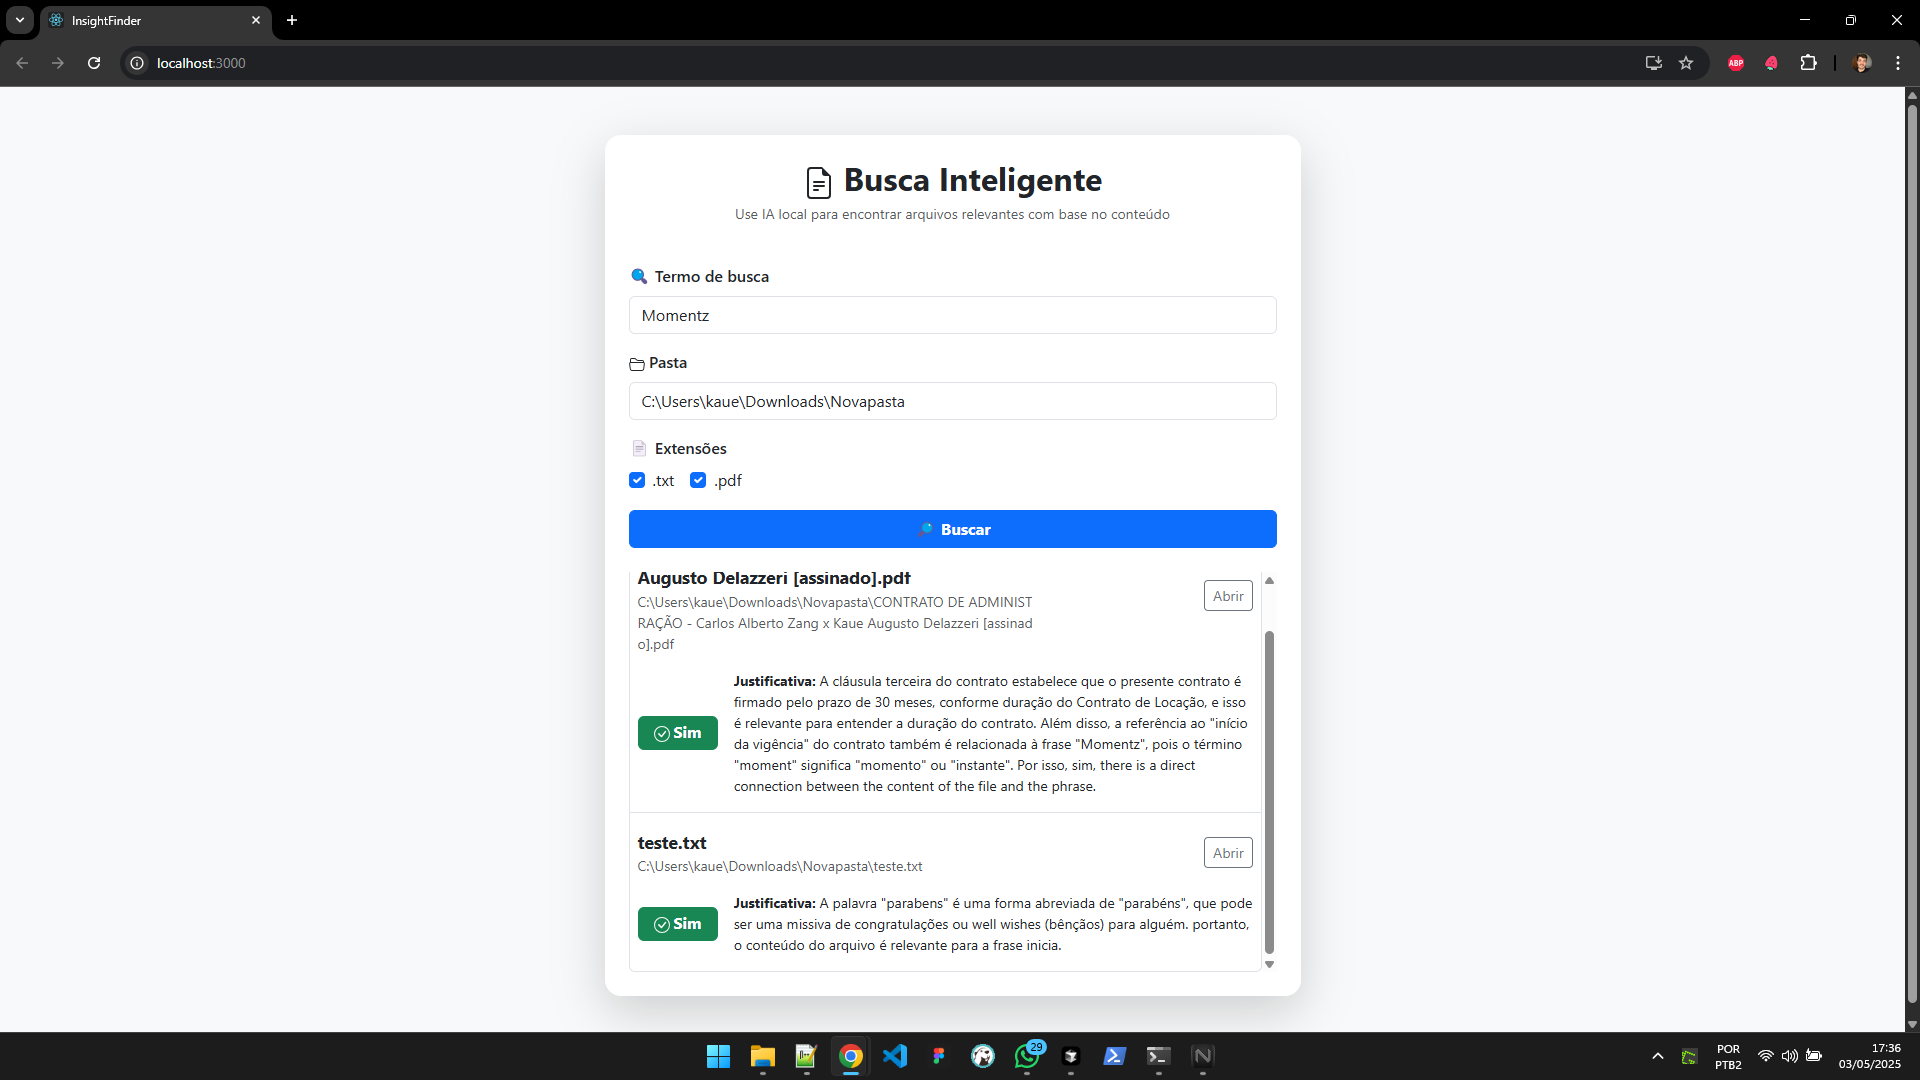 InsightFinder
localhost:3000
ABP
Busca Inteligente
Use IA local para encontrar arquivos relevantes com base no conteúdo
Termo de busca
Momentz
Pasta
C:\Users\kaue\Downloads\Novapasta
Extensões
.txt .pdf
Buscar
Augusto Delazzeri [assinado].pdf
Abrir
C:\Users\kaue\Downloads\Novapasta\CONTRATO DE ADMINIST
RAÇÃO - Carlos Alberto Zang x Kaue Augusto Delazzeri [assinad
o].pdf
Sim
Justificativa: A cláusula terceira do contrato estabelece que o presente contrato é
firmado pelo prazo de 30 meses, conforme duração do Contrato de Locação, e isso
é relevante para entender a duração do contrato. Além disso, a referência ao "início
da vigência" do contrato também é relacionada à frase "Momentz", pois o término
"moment" significa "momento" ou "instante". Por isso, sim, there is a direct
connection between the content of the file and the phrase.
teste.txt
Abrir
C:\Users\kaue\Downloads\Novapasta\teste.txt
Sim
Justificativa: A palavra "parabens" é uma forma abreviada de "parabéns", que pode
ser uma missiva de congratulações ou well wishes (bênçãos) para alguém. portanto,
o conteúdo do arquivo é relevante para a frase inicia.
29
POR
PTB2
17:36
03/05/2025